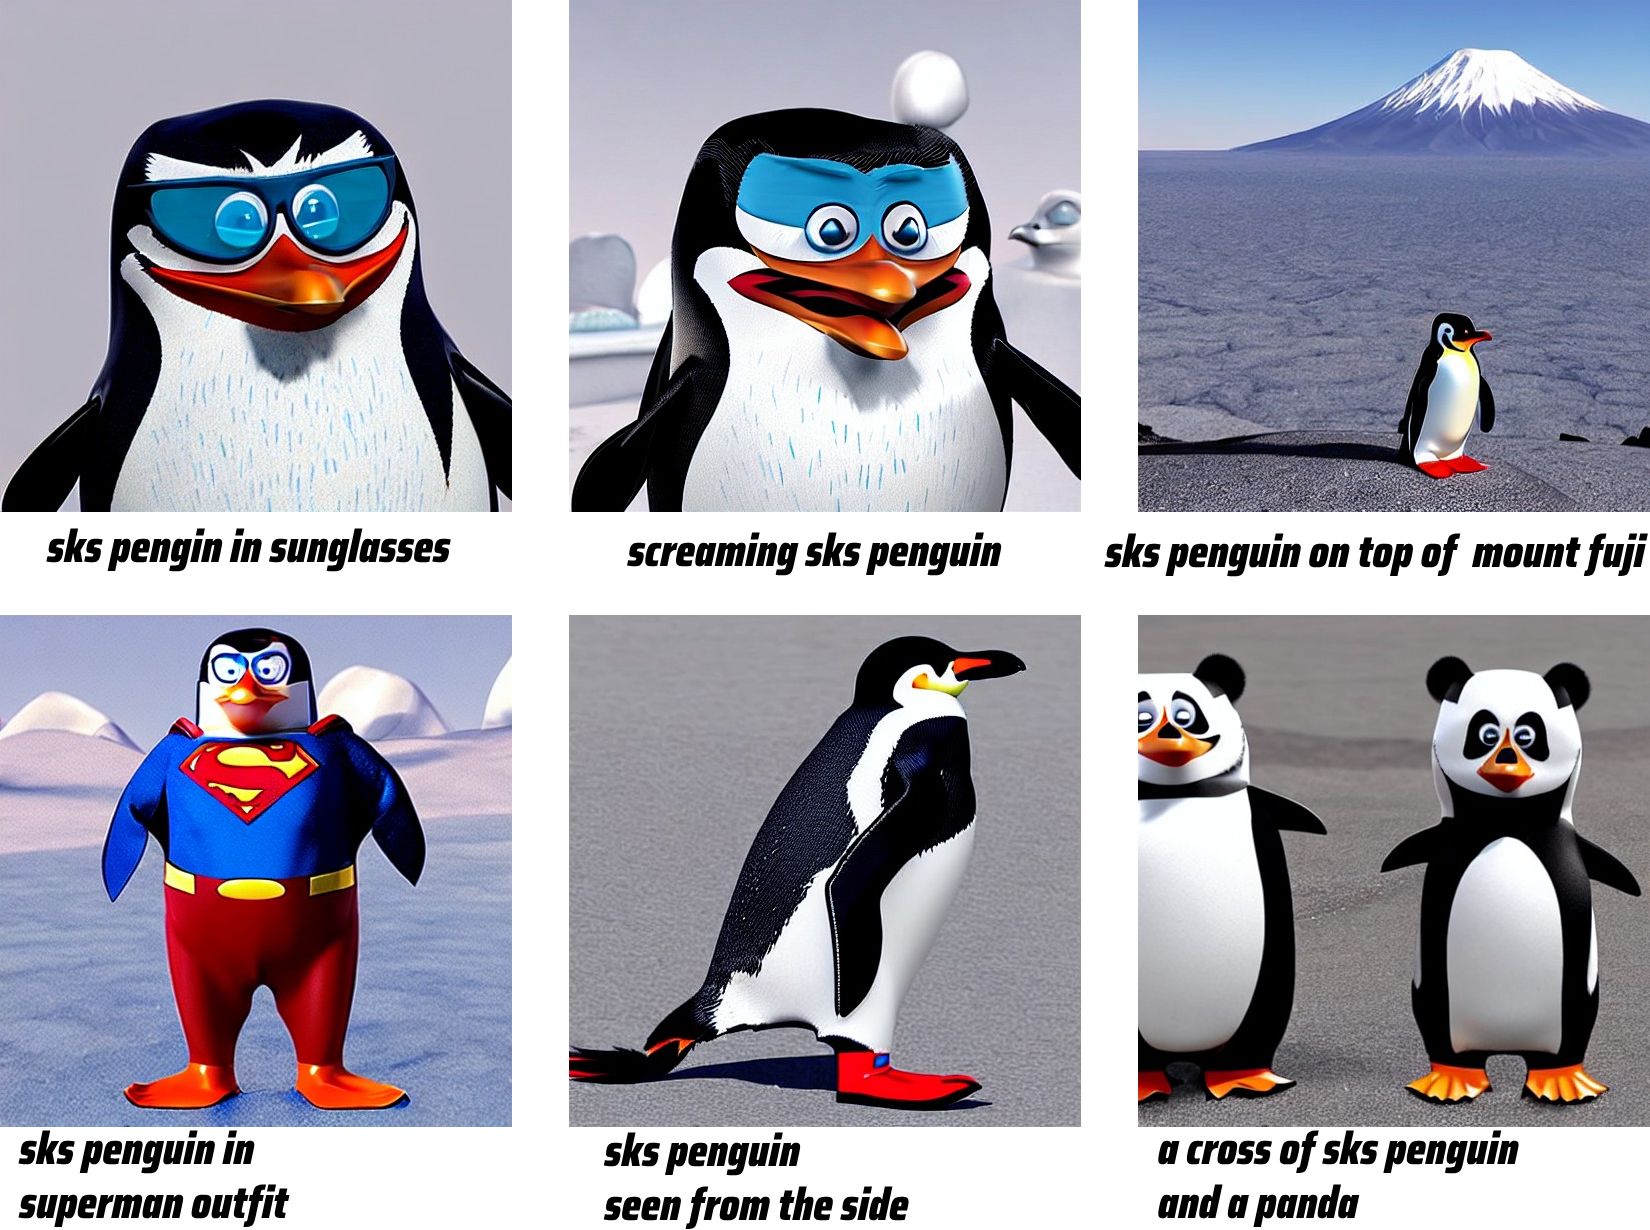 sks pengin in sunglasses
screaming sks penguin
sks penguin on top of mount fuji
sks penguin in
superman outfit
sks penguin
seen from the side
a cross of sks penguin
and a panda